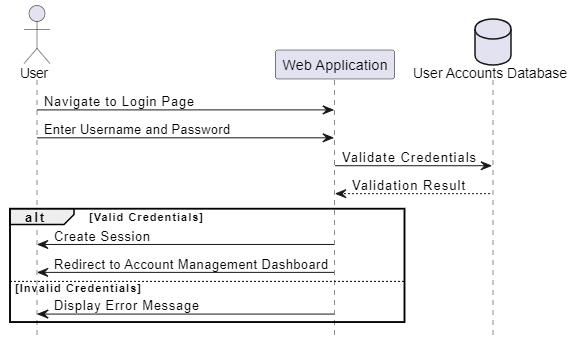 User
Web Application
User Accounts Database
Navigate to Login Page
Enter Username and Password
Validate Credentials
Validation Result
alt [Valid Credentials]
Create Session
Redirect to Account Management Dashboard
[Invalid Credentials]
Display Error Message